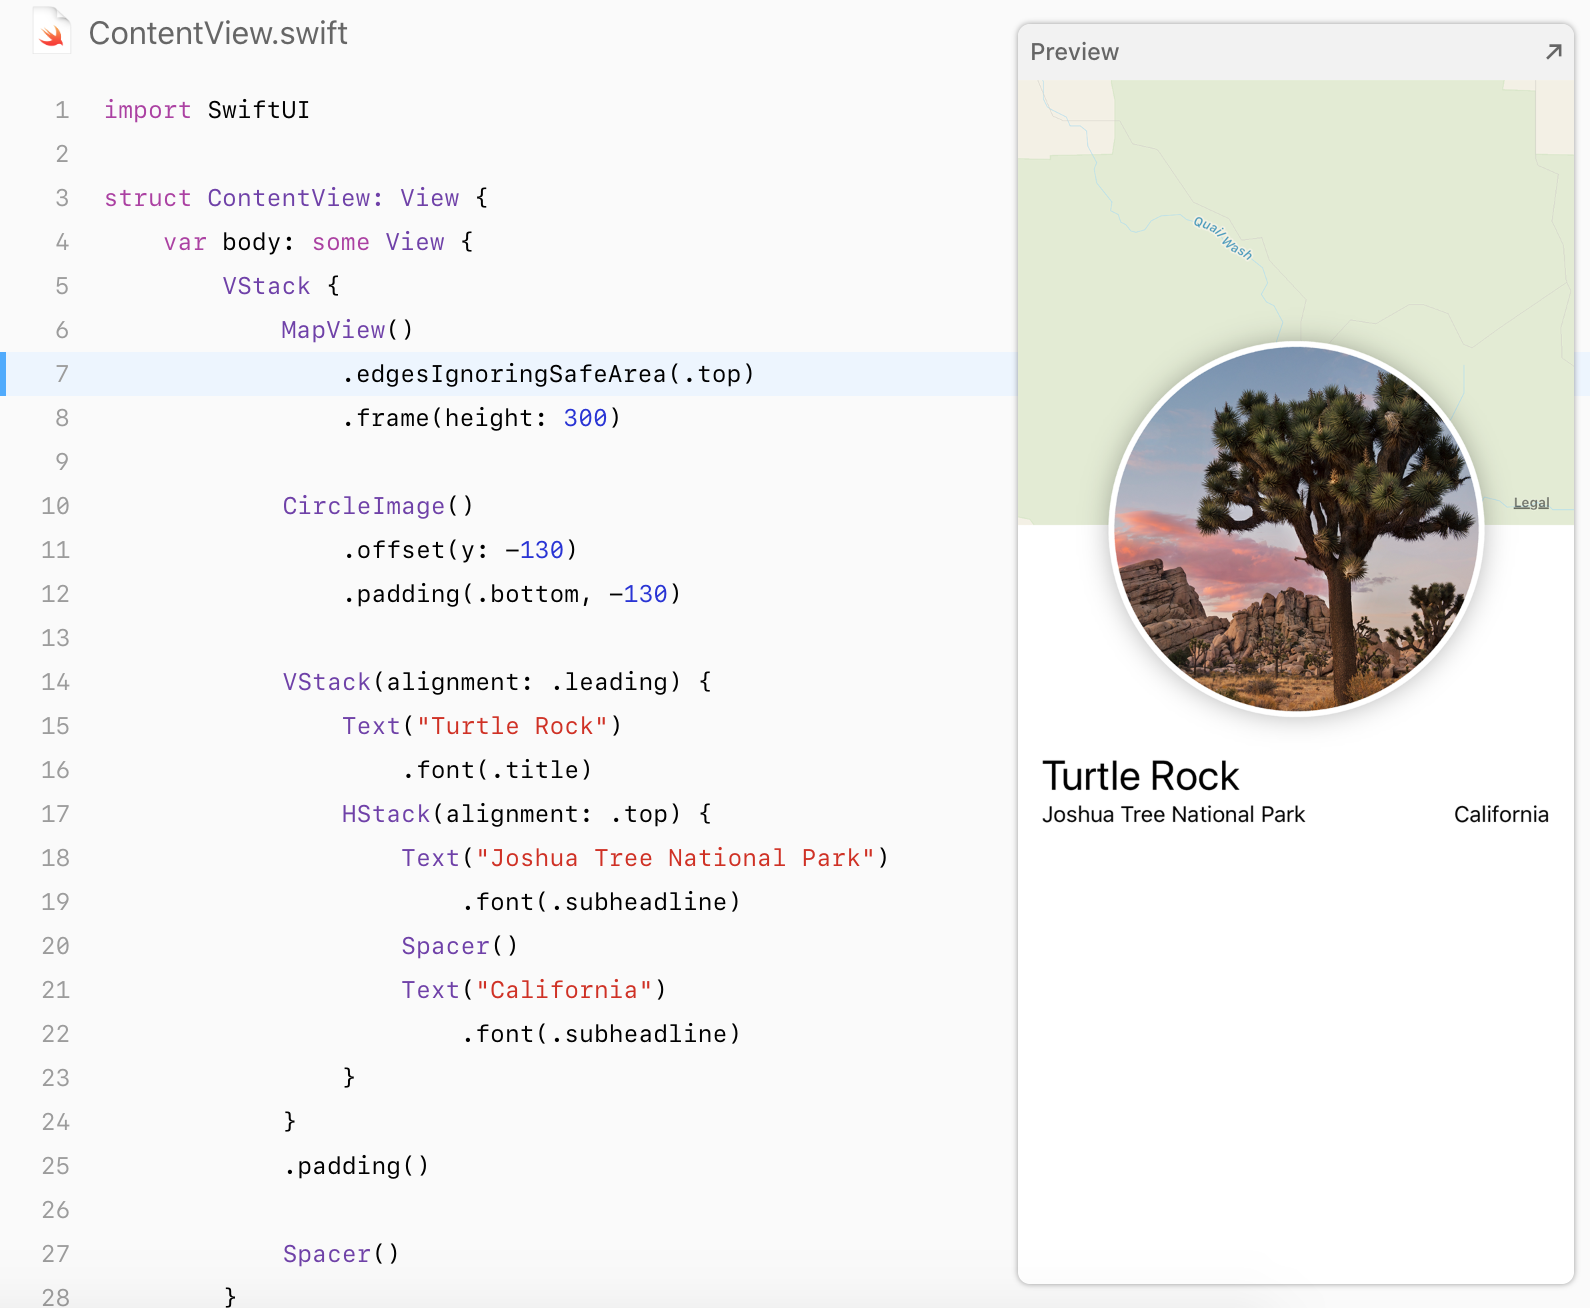 ContentView.swift
1 import SwiftUI
2
3 struct ContentView: View {
4     var body: some View {
5         VStack {
6             MapView()
7                 .edgesIgnoringSafeArea(.top)
8                 .frame(height: 300)
9
10             CircleImage()
11                 .offset(y: -130)
12                 .padding(.bottom, -130)
13
14             VStack(alignment: .leading) {
15                 Text("Turtle Rock")
16                     .font(.title)
17                 HStack(alignment: .top) {
18                     Text("Joshua Tree National Park")
19                         .font(.subheadline)
20                     Spacer()
21                     Text("California")
22                         .font(.subheadline)
23                 }
24             }
25             .padding()
26
27             Spacer()
28         }
Preview
Quail Wash
Legal
Turtle Rock
Joshua Tree National Park California